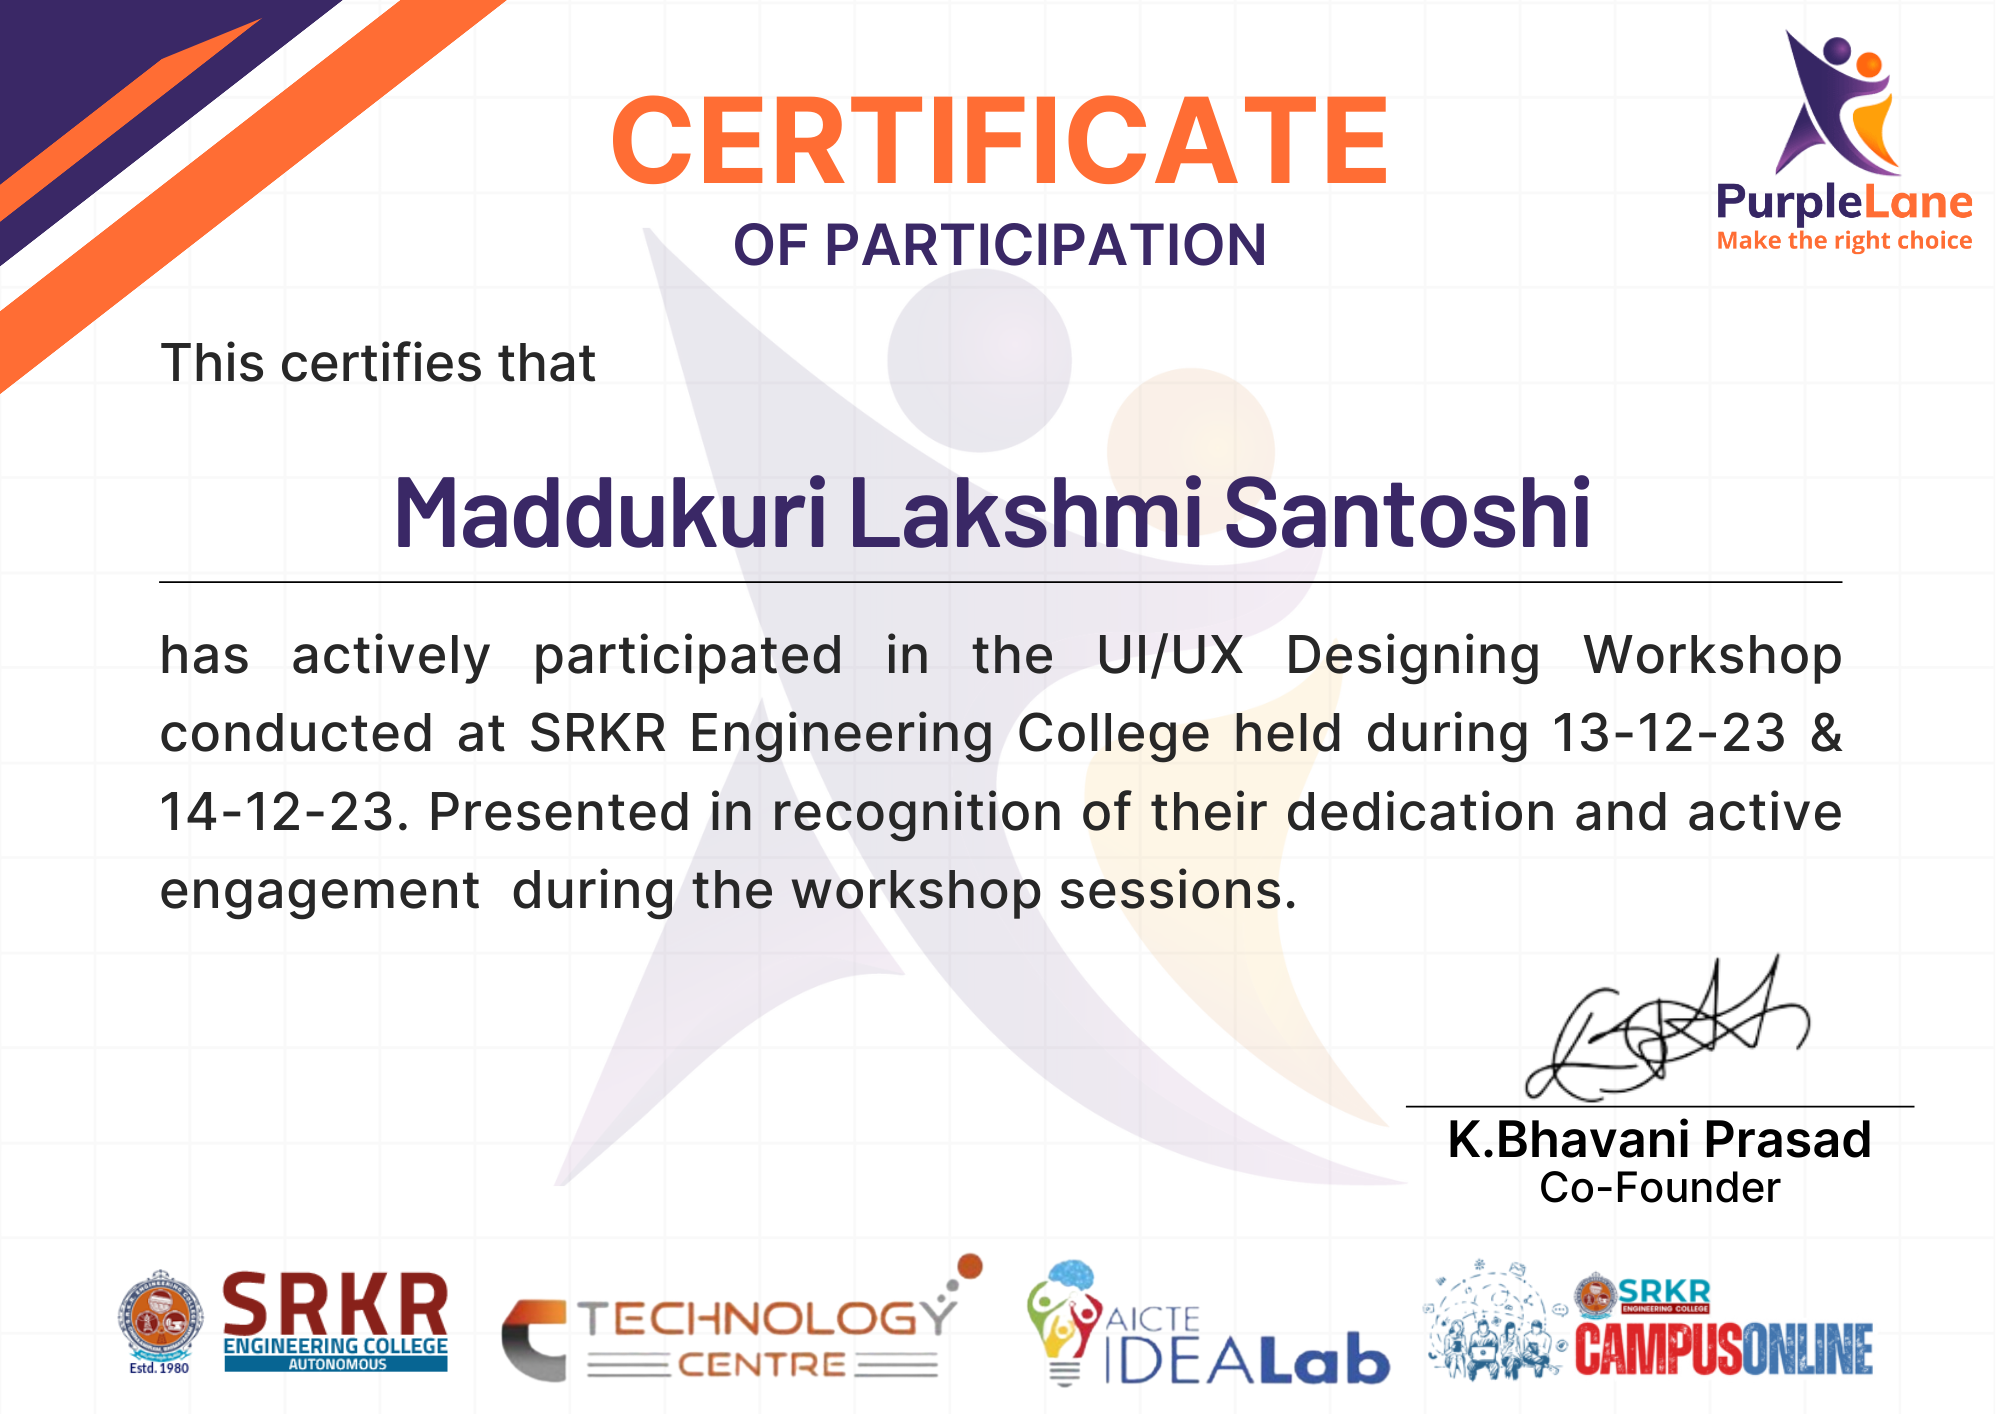 CERTIFICATE
OF PARTICIPATION
PurpleLane
Make the right choice
This certifies that
Maddukuri Lakshmi Santoshi
has actively participated in the UI/UX Designing Workshop
conducted at SRKR Engineering College held during 13-12-23 &
14-12-23. Presented in recognition of their dedication and active
engagement during the workshop sessions.
K.Bhavani Prasad
Co-Founder
Estd. 1980
SRKR
ENGINEERING COLLEGE
AUTONOMOUS
TECHNOLOGY
CENTRE
AICTE
IDEALab
SRKR
ENGINEERING COLLEGE
CAMPUSONLINE